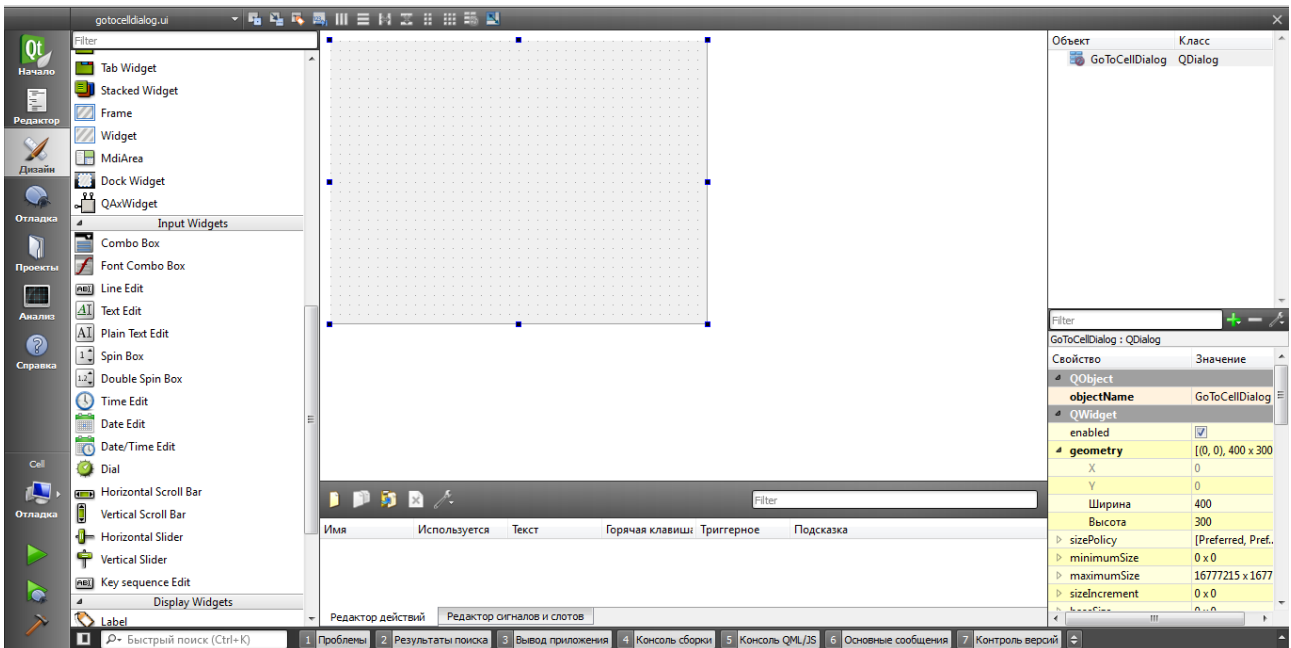 gotocelldialog.ui
Qt
Начало
Редактор
Дизайн
Отладка
Проекты
Анализ
Справка
Cell
Отладка
Filter
Tab Widget
Stacked Widget
Frame
Widget
MdiArea
Dock Widget
QAxWidget
Input Widgets
Combo Box
Font Combo Box
Line Edit
Text Edit
Plain Text Edit
Spin Box
Double Spin Box
Time Edit
Date Edit
Date/Time Edit
Dial
Horizontal Scroll Bar
Vertical Scroll Bar
Horizontal Slider
Vertical Slider
Key sequence Edit
Display Widgets
Label
Filter
Имя Используется Текст Горячая клавиша Триггерное Подсказка
Редактор действий Редактор сигналов и слотов
Объект Класс
GoToCellDialog QDialog
Filter
GoToCellDialog : QDialog
Свойство Значение
QObject
objectName GoToCellDialog
QWidget
enabled
geometry [(0, 0), 400 x 300
X 0
Y 0
Ширина 400
Высота 300
sizePolicy [Preferred, Pref..
minimumSize 0 x 0
maximumSize 16777215 x 1677
sizeIncrement 0 x 0
Быстрый поиск (Ctrl+K) 1 Проблемы 2 Результаты поиска 3 Вывод приложения 4 Консоль сборки 5 Консоль QML/JS 6 Основные сообщения 7 Контроль версий